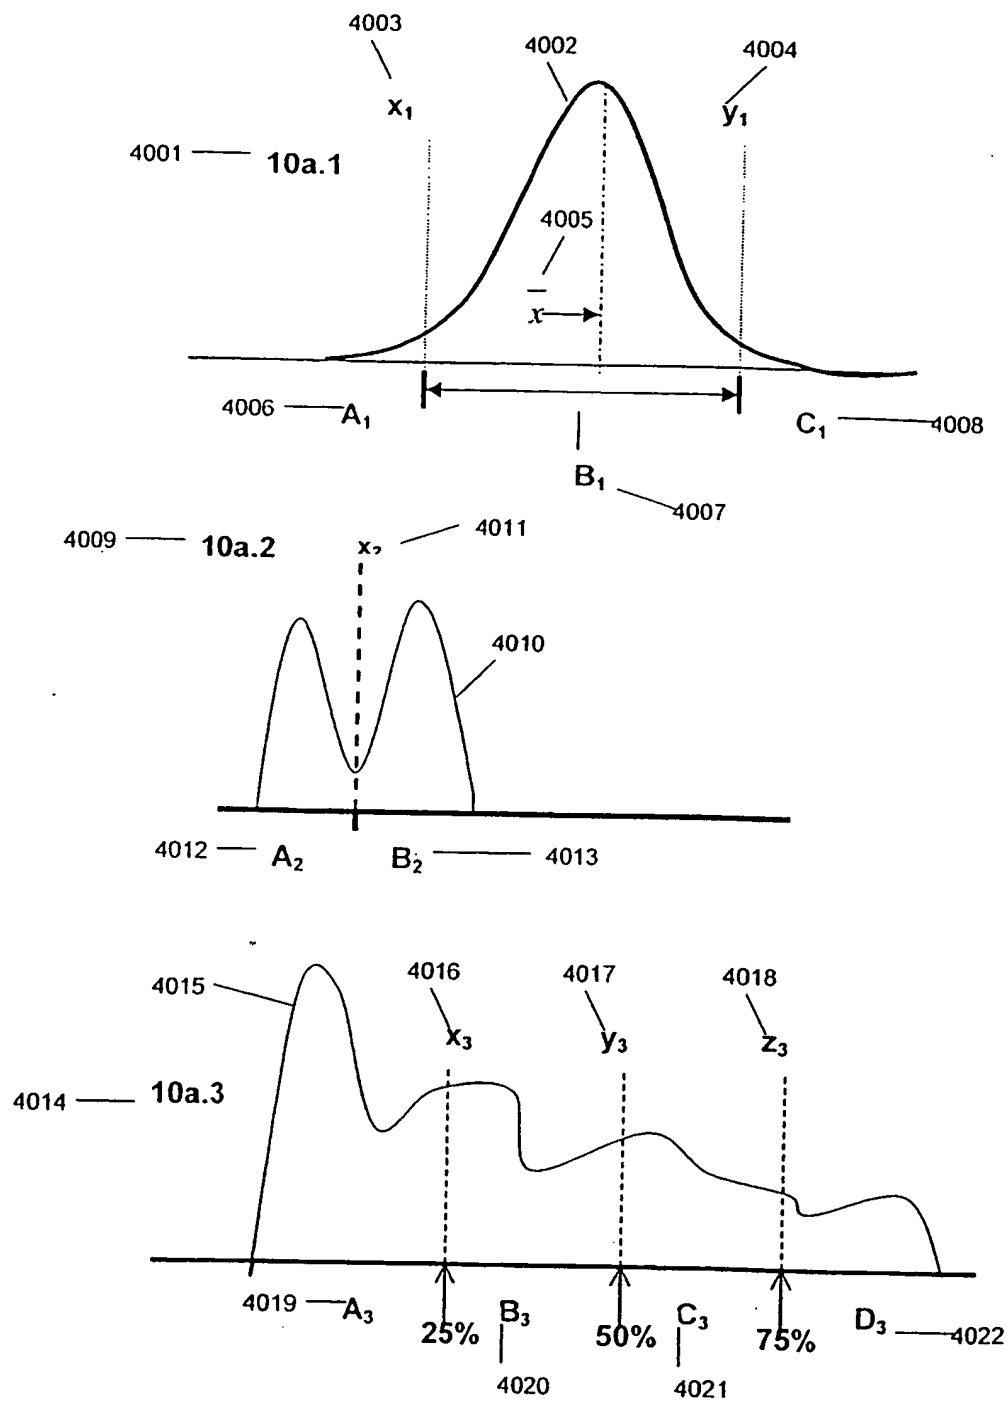 4003
4002
4004
x₁
y₁
4001
10a.1
4005
x̅
4006
A₁
C₁
4008
B₁
4007
4009
10a.2
x₂
4011
4010
4012
A₂
B₂
4013
4015
4016
4017
4018
x₃
y₃
z₃
4014
10a.3
4019
A₃
B₃
C₃
D₃
25%
50%
75%
4022
4020
4021